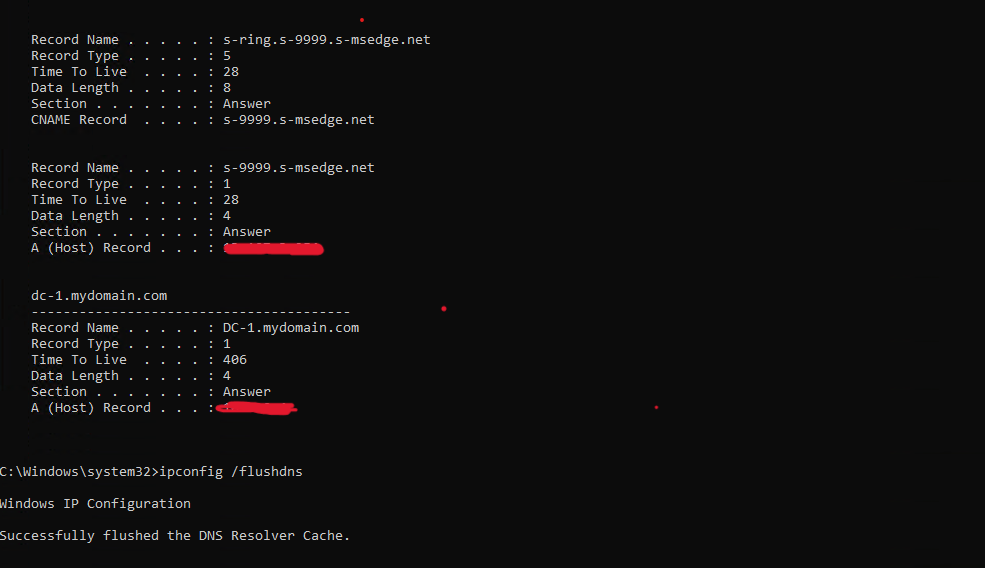 Record Name . . . . . : s-ring.s-9999.s-msedge.net
Record Type . . . . . : 5
Time To Live  . . . . : 28
Data Length . . . . . : 8
Section . . . . . . . : Answer
CNAME Record  . . . . : s-9999.s-msedge.net
Record Name . . . . . : s-9999.s-msedge.net
Record Type . . . . . : 1
Time To Live  . . . . : 28
Data Length . . . . . : 4
Section . . . . . . . : Answer
A (Host) Record . . . :
dc-1.mydomain.com
----------------------------------------
Record Name . . . . . : DC-1.mydomain.com
Record Type . . . . . : 1
Time To Live  . . . . : 406
Data Length . . . . . : 4
Section . . . . . . . : Answer
A (Host) Record . . . :
C:\Windows\system32>ipconfig /flushdns
Windows IP Configuration
Successfully flushed the DNS Resolver Cache.